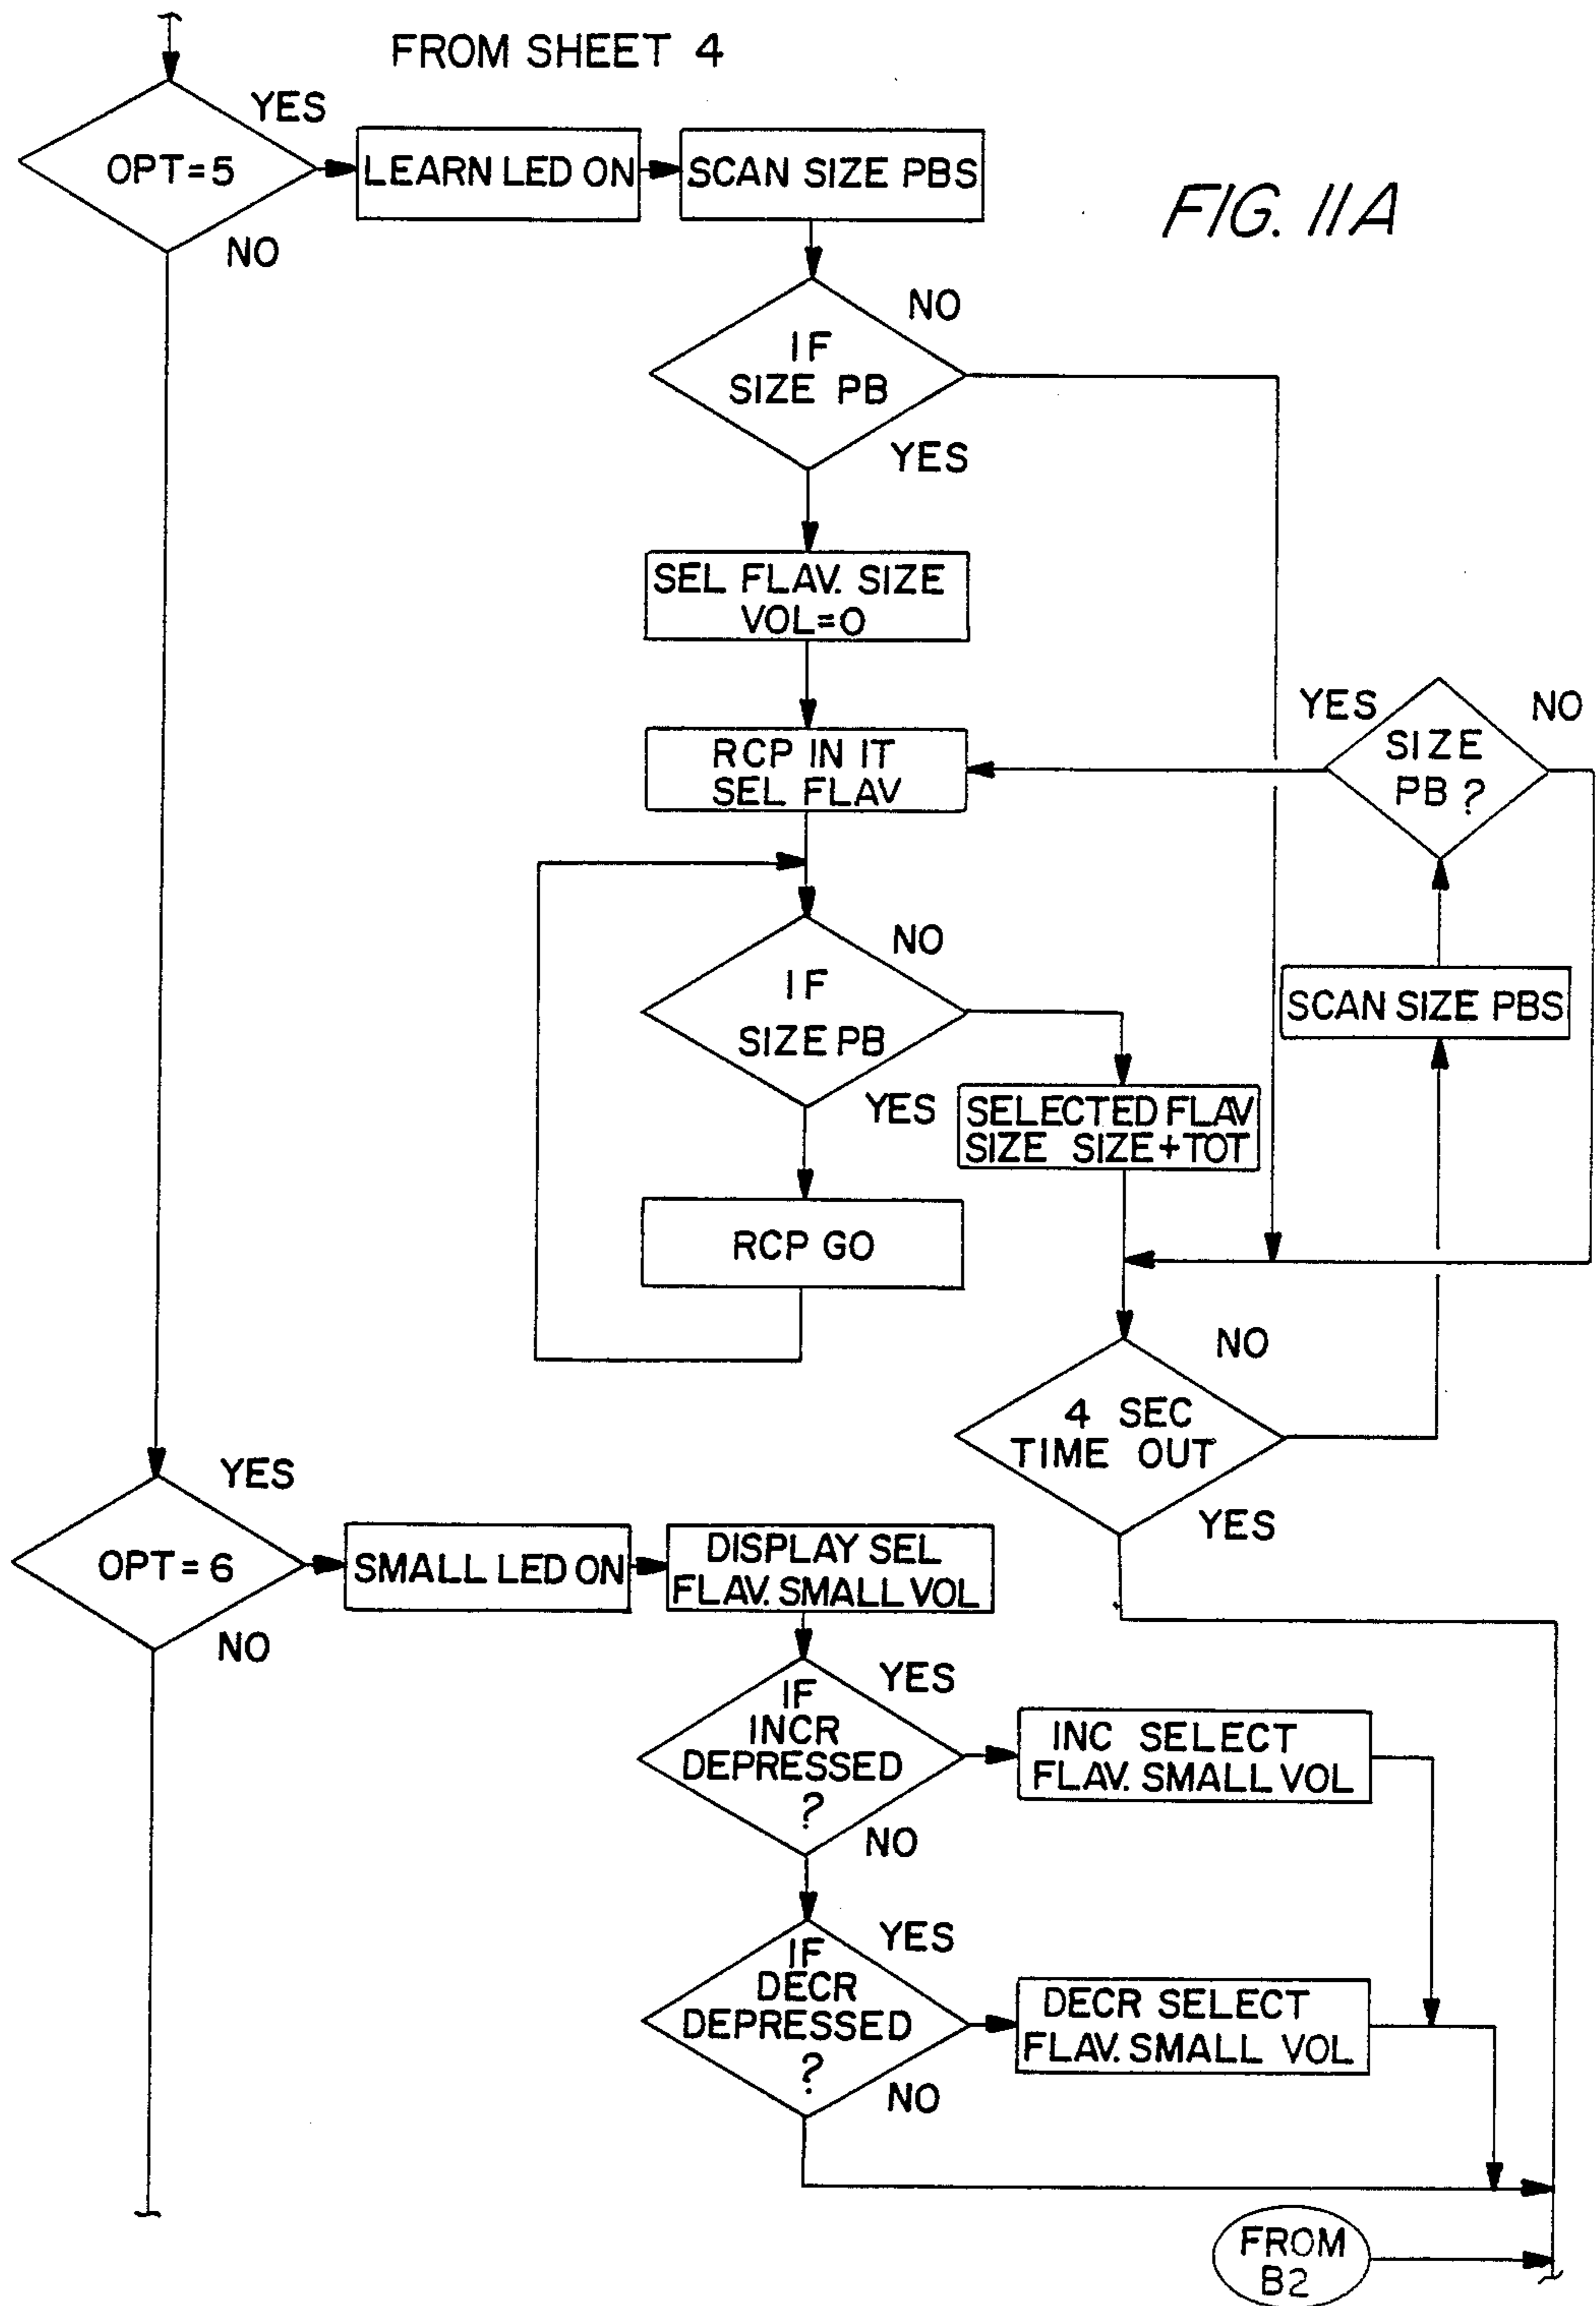 FROM SHEET 4
FIG. 11A
OPT=5
YES
NO
LEARN LED ON
SCAN SIZE PBS
IF
SIZE PB
NO
YES
SEL FLAV. SIZE
VOL=0
RCP IN IT
SEL FLAV
YES
SIZE
PB ?
NO
IF
SIZE PB
NO
YES
SCAN SIZE PBS
SELECTED FLAV
SIZE SIZE+TOT
RCP GO
4 SEC
TIME OUT
NO
YES
OPT=6
YES
NO
SMALL LED ON
DISPLAY SEL
FLAV. SMALL VOL
IF
INCR
DEPRESSED
?
YES
NO
INC SELECT
FLAV. SMALL VOL
IF
DECR
DEPRESSED
?
YES
NO
DECR SELECT
FLAV. SMALL VOL
FROM
B2